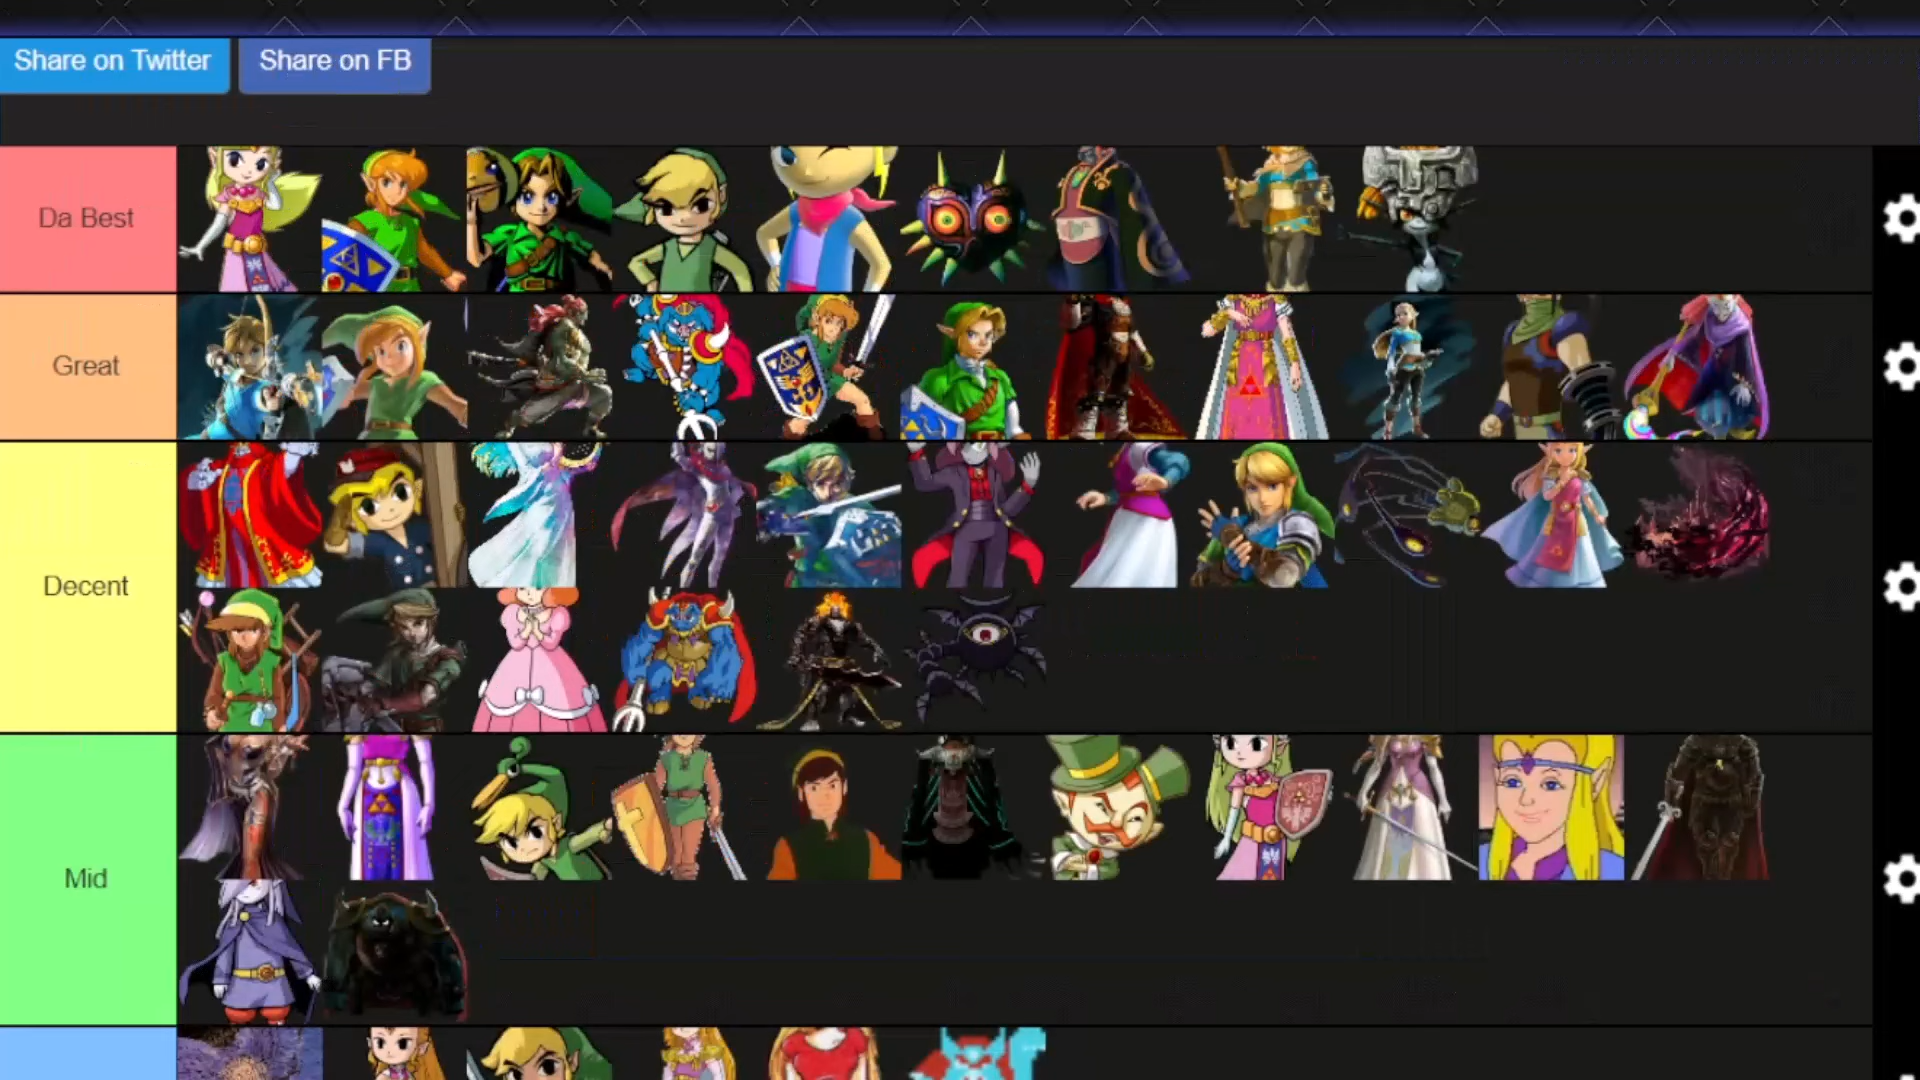 Share on Twitter Share on FB
Da Best
Great
Decent
Mid